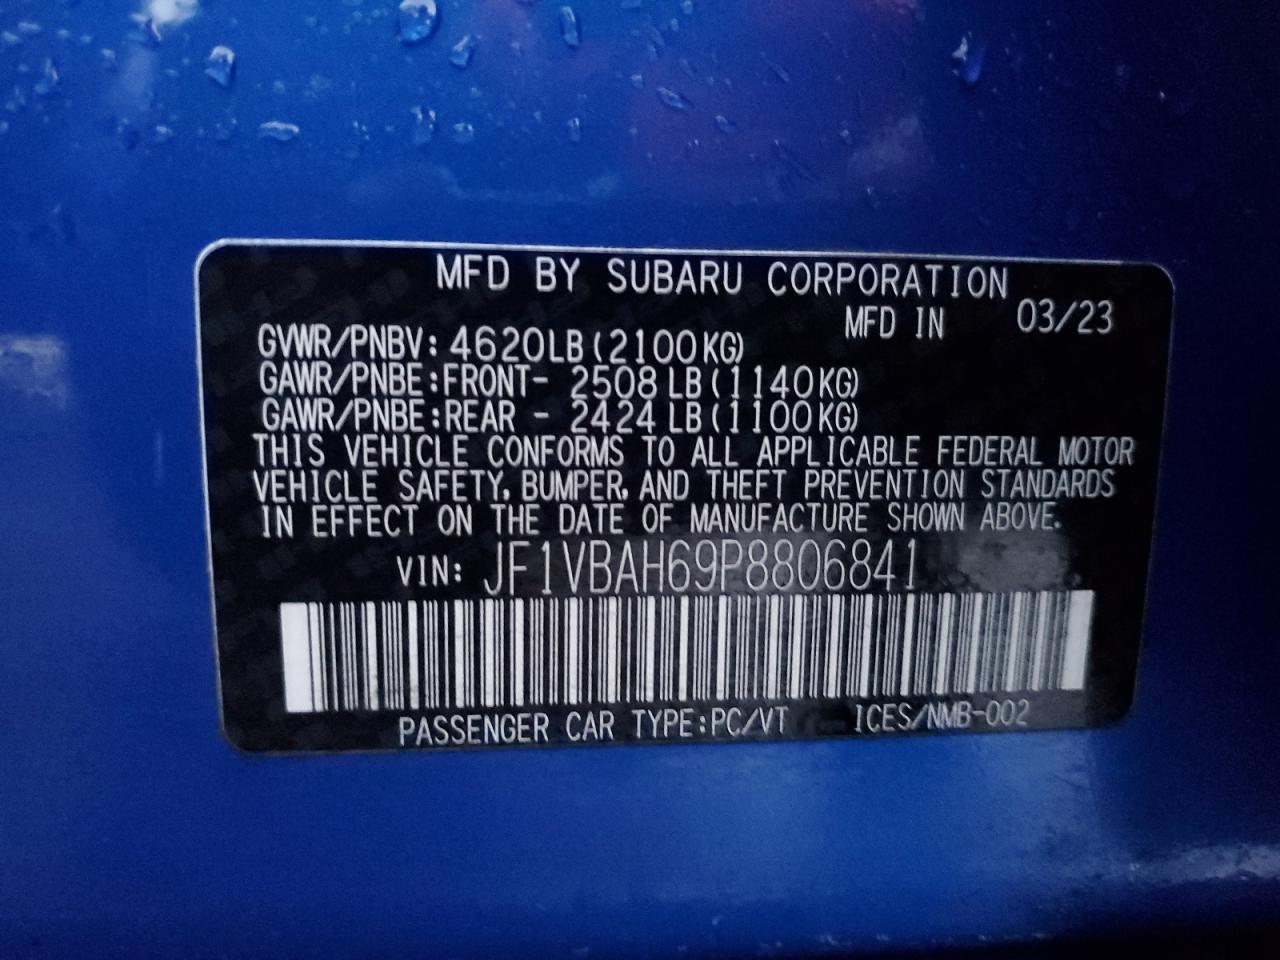 MFD BY SUBARU CORPORATION
MFD IN 03/23
GVWR/PNBV: 4620LB (2100KG)
GAWR/PNBE: FRONT- 2508 LB (1140KG)
GAWR/PNBE: REAR - 2424 LB (1100KG)
THIS VEHICLE CONFORMS TO ALL APPLICABLE FEDERAL MOTOR
VEHICLE SAFETY, BUMPER, AND THEFT PREVENTION STANDARDS
IN EFFECT ON THE DATE OF MANUFACTURE SHOWN ABOVE.
VIN: JF1VBAH69P8806841
PASSENGER CAR TYPE:PC/VT ICES/NMB-002